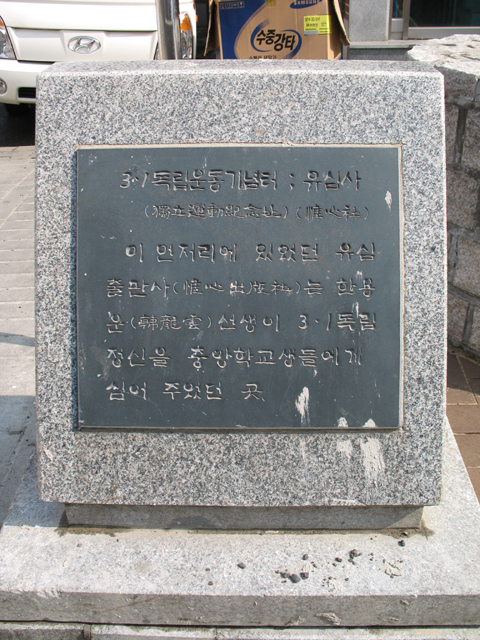 SAMSUNG
수중강타
3·1독립운동기념터 ; 유심사
(獨立運動紀念址) (惟心社)
이 언저리에 있었던 유심
출판사(惟心出版社)는 한용
운(韓龍雲)선생이 3·1독립
정신을 중앙학교생들에게
심어 주었던 곳.